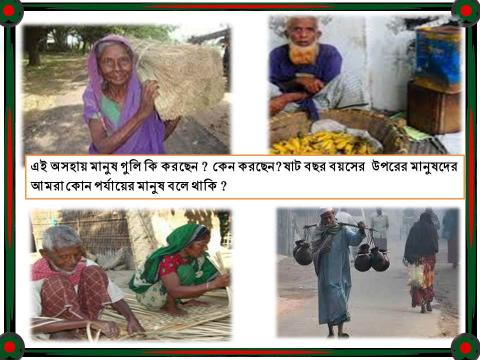 এই অসহায় মানুষ গুলি কি করছেন ? কেন করছেন?ষাট বছর বয়সের উপরের মানুষদের
আমরা কোন পর্যায়ের মানুষ বলে থাকি ?